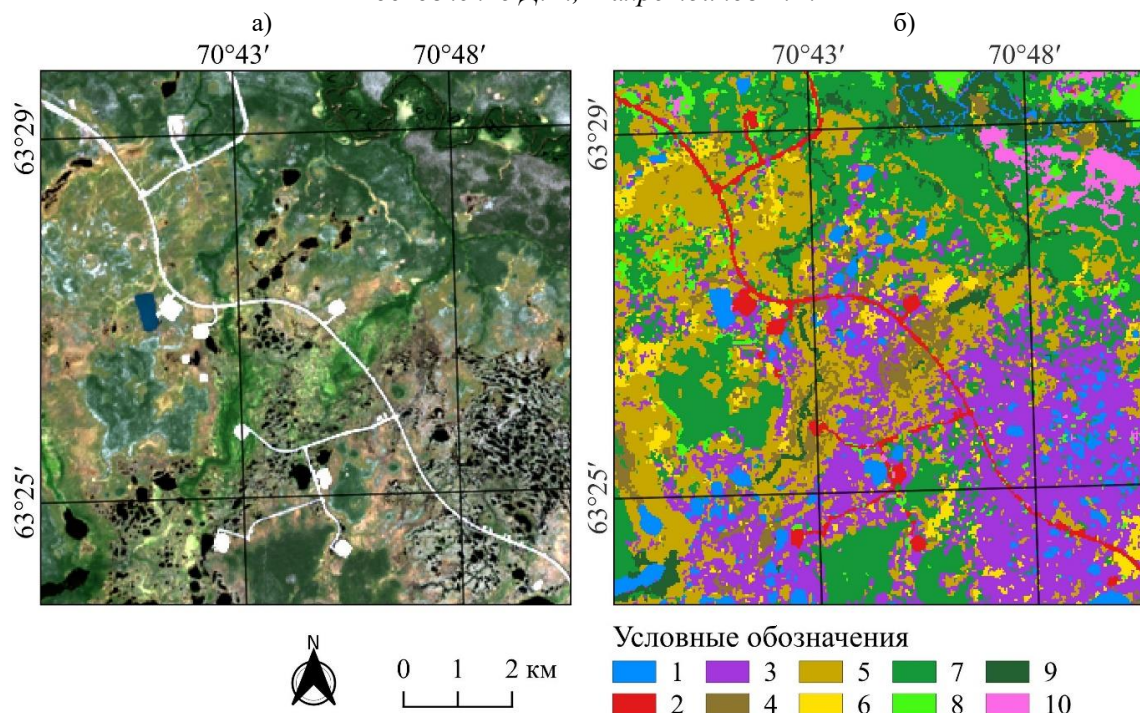 а) б)
70°43′ 70°48′ 70°43′ 70°48′
63°29′ 63°29′
63°25′ 63°25′
Условные обозначения
N
0 1 2 км
1 3 5 7 9
2 4 6 8 10